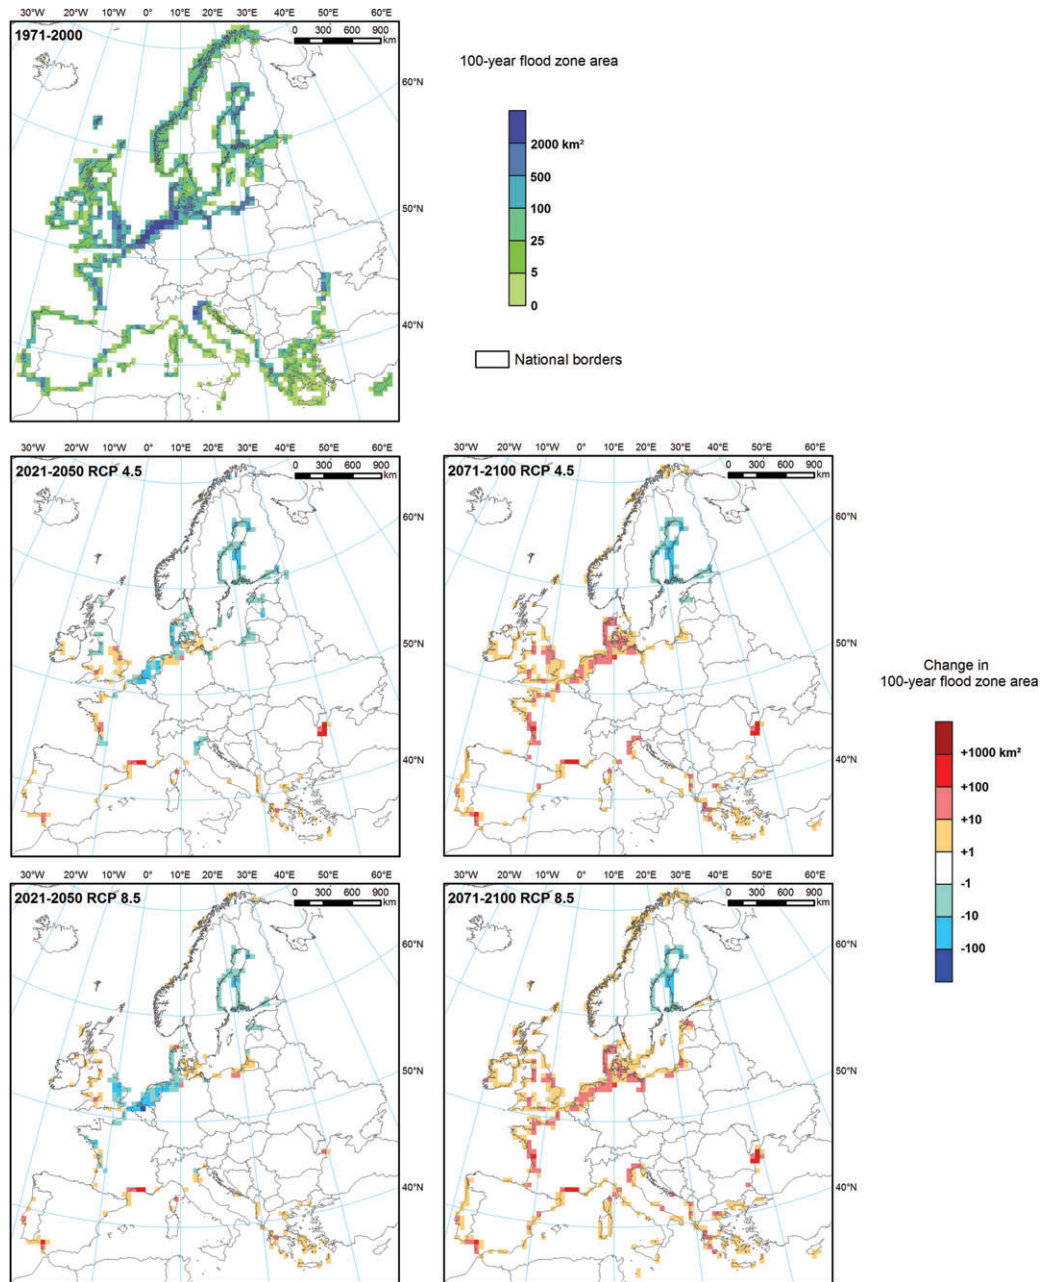 30°W 20°W 10°W 0° 10°E 20°E 30°E 40°E 50°E 60°E
1971-2000
0 300 600 900
km
60°N
50°N
40°N
100-year flood zone area
2000 km²
500
100
25
5
0
National borders
30°W 20°W 10°W 0° 10°E 20°E 30°E 40°E 50°E 60°E
2021-2050 RCP 4.5
0 300 600 900
km
60°N
50°N
40°N
30°W 20°W 10°W 0° 10°E 20°E 30°E 40°E 50°E 60°E
2071-2100 RCP 4.5
0 300 600 900
km
60°N
50°N
40°N
Change in
100-year flood zone area
+1000 km²
+100
+10
+1
-1
-10
-100
30°W 20°W 10°W 0° 10°E 20°E 30°E 40°E 50°E 60°E
2021-2050 RCP 8.5
0 300 600 900
km
60°N
50°N
40°N
30°W 20°W 10°W 0° 10°E 20°E 30°E 40°E 50°E 60°E
2071-2100 RCP 8.5
0 300 600 900
km
60°N
50°N
40°N